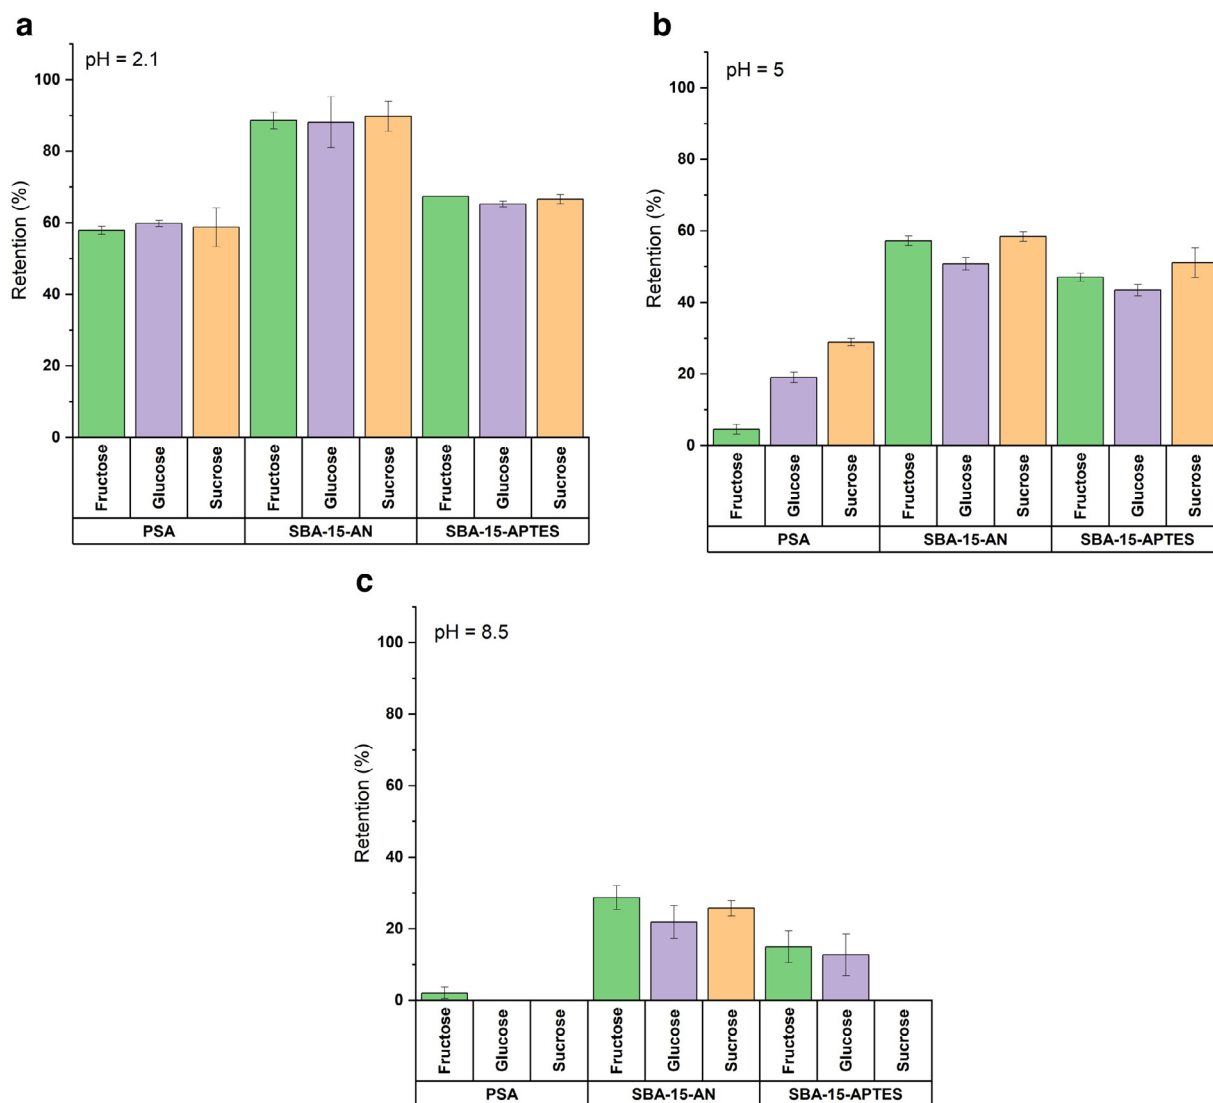 a
pH = 2.1
Retention (%)
100
80
60
40
20
0
Fructose
Glucose
Sucrose
Fructose
Glucose
Sucrose
Fructose
Glucose
Sucrose
PSA
SBA-15-AN
SBA-15-APTES
b
pH = 5
Retention (%)
100
80
60
40
20
0
Fructose
Glucose
Sucrose
Fructose
Glucose
Sucrose
Fructose
Glucose
Sucrose
PSA
SBA-15-AN
SBA-15-APTES
c
pH = 8.5
Retention (%)
100
80
60
40
20
0
Fructose
Glucose
Sucrose
Fructose
Glucose
Sucrose
Fructose
Glucose
Sucrose
PSA
SBA-15-AN
SBA-15-APTES